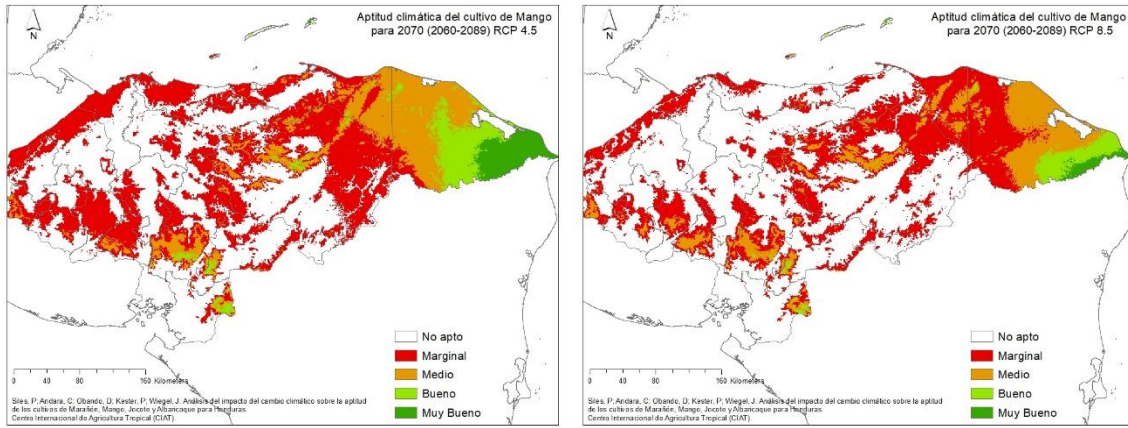 Aptitud climática del cultivo de Mango
para 2070 (2060-2089) RCP 4.5
N
No apto
Marginal
Medio
Bueno
Muy Bueno
0 40 80 160 Kilometers
Siles, P; Andara, C; Obando, D; Kester, P; Wiegel, J. Análisis del impacto del cambio climático sobre la aptitud
de los cultivos de Marañón, Mango, Jocote y Albaricoque para Honduras
Centro Internacional de Agricultura Tropical (CIAT).
Aptitud climática del cultivo de Mango
para 2070 (2060-2089) RCP 8.5
N
No apto
Marginal
Medio
Bueno
Muy Bueno
0 40 80 160 Kilometers
Siles, P; Andara, C; Obando, D; Kester, P; Wiegel, J. Análisis del impacto del cambio climático sobre la aptitud
de los cultivos de Marañón, Mango, Jocote y Albaricoque para Honduras
Centro Internacional de Agricultura Tropical (CIAT).